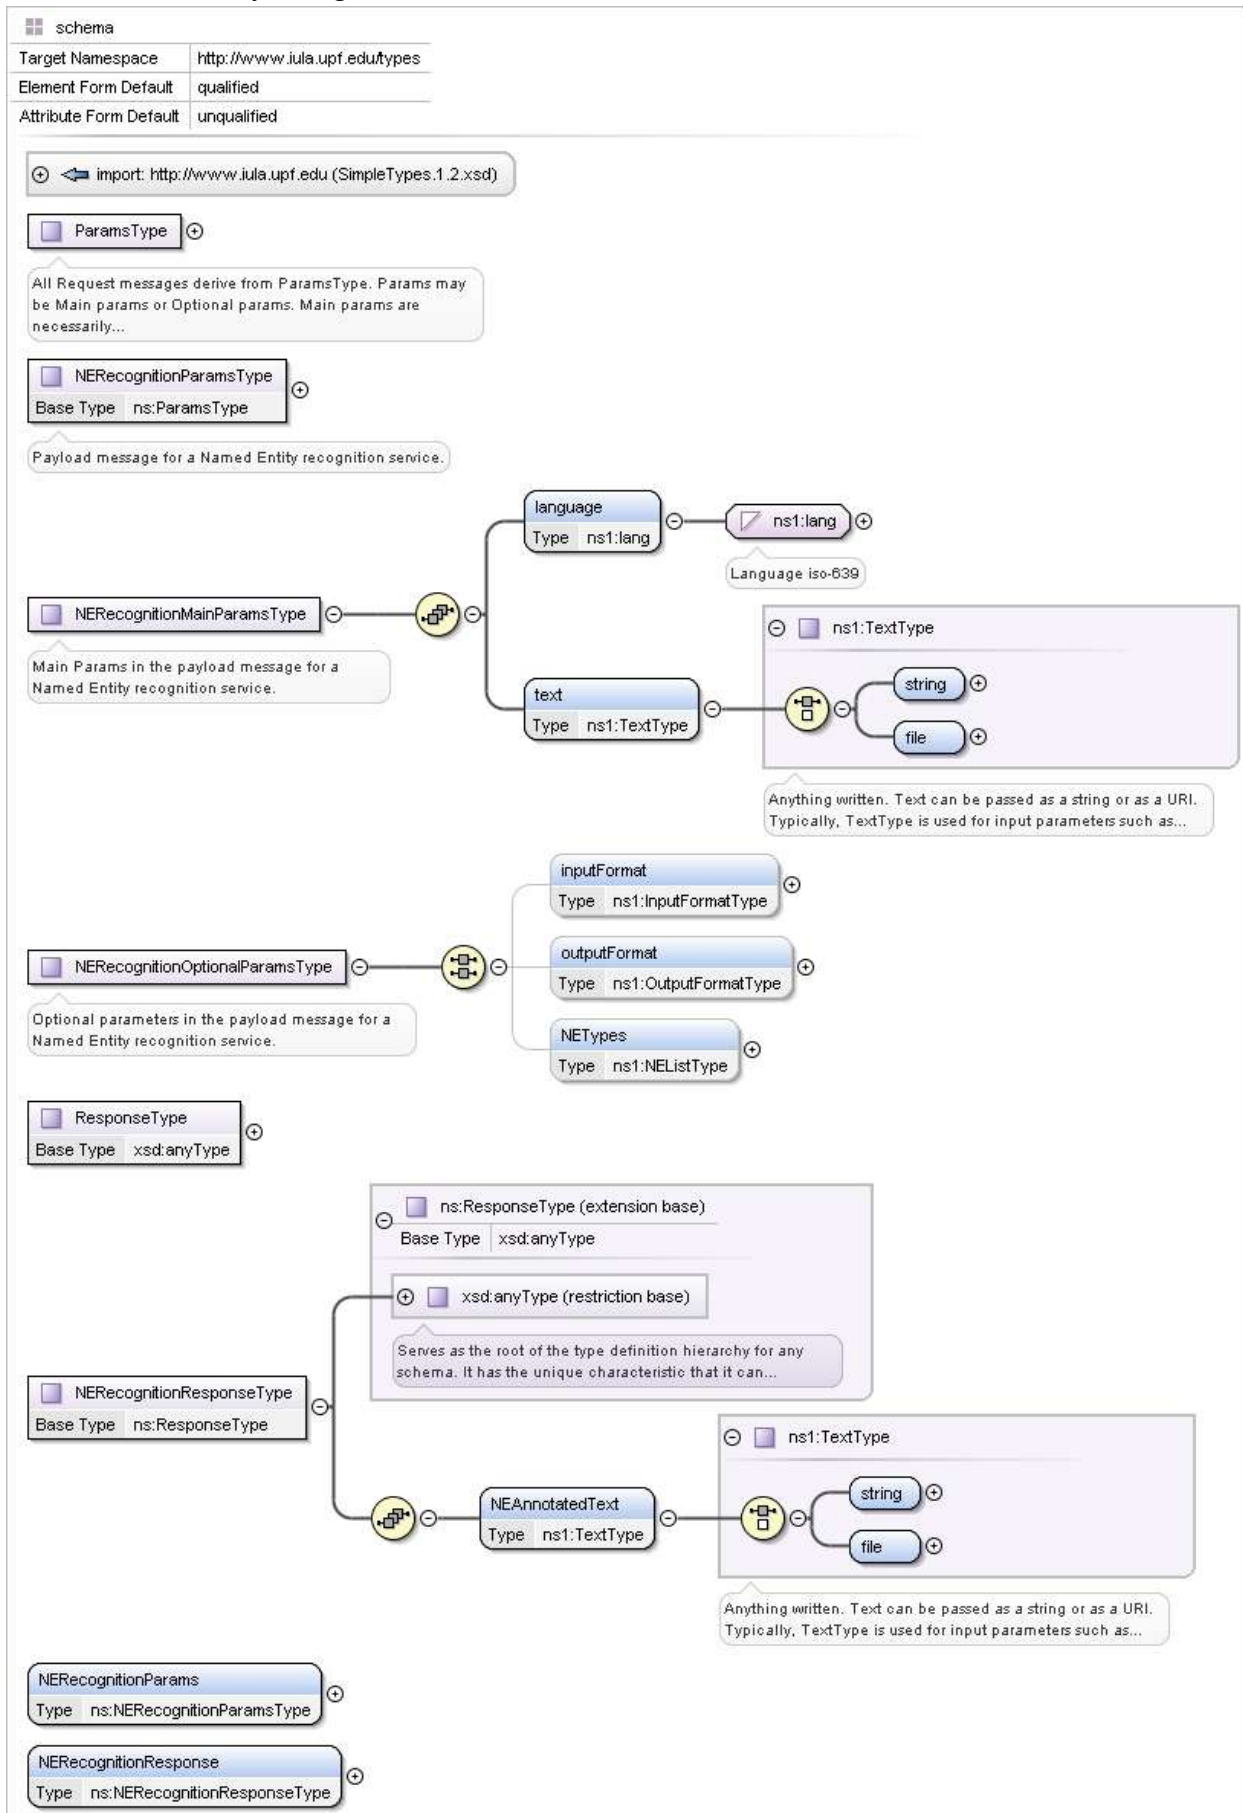 schema
Target Namespace http://www.iula.upf.edu/types
Element Form Default qualified
Attribute Form Default unqualified
import: http://www.iula.upf.edu (SimpleTypes.1.2.xsd)
ParamsType
All Request messages derive from ParamsType. Params may
be Main params or Optional params. Main params are
necessarily...
NERecognitionParamsType
Base Type ns:ParamsType
Payload message for a Named Entity recognition service.
language
Type ns1:lang
ns1:lang
Language iso-639
NERecognitionMainParamsType
Main Params in the payload message for a
Named Entity recognition service.
text
Type ns1:TextType
ns1:TextType
string
file
Anything written. Text can be passed as a string or as a URI.
Typically, TextType is used for input parameters such as...
NERecognitionOptionalParamsType
Optional parameters in the payload message for a
Named Entity recognition service.
inputFormat
Type ns1:InputFormatType
outputFormat
Type ns1:OutputFormatType
NETypes
Type ns1:NEListType
ResponseType
Base Type xsd:anyType
ns:ResponseType (extension base)
Base Type xsd:anyType
xsd:anyType (restriction base)
Serves as the root of the type definition hierarchy for any
schema. It has the unique characteristic that it can...
NERecognitionResponseType
Base Type ns:ResponseType
NEAnnotatedText
Type ns1:TextType
ns1:TextType
string
file
Anything written. Text can be passed as a string or as a URI.
Typically, TextType is used for input parameters such as...
NERecognitionParams
Type ns:NERecognitionParamsType
NERecognitionResponse
Type ns:NERecognitionResponseType